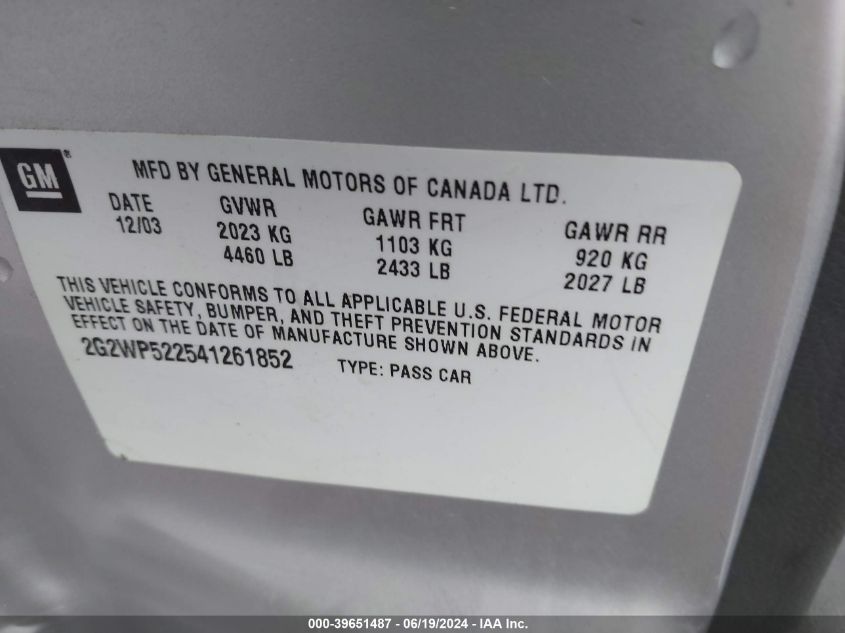 GM®
MFD BY GENERAL MOTORS OF CANADA LTD.
DATE GVWR GAWR FRT GAWR RR
12/03 2023 KG 1103 KG 920 KG
4460 LB 2433 LB 2027 LB
THIS VEHICLE CONFORMS TO ALL APPLICABLE U.S. FEDERAL MOTOR
VEHICLE SAFETY, BUMPER, AND THEFT PREVENTION STANDARDS IN
EFFECT ON THE DATE OF MANUFACTURE SHOWN ABOVE.
2G2WP522541261852 TYPE: PASS CAR
000-39651487 - 06/19/2024 - IAA Inc.